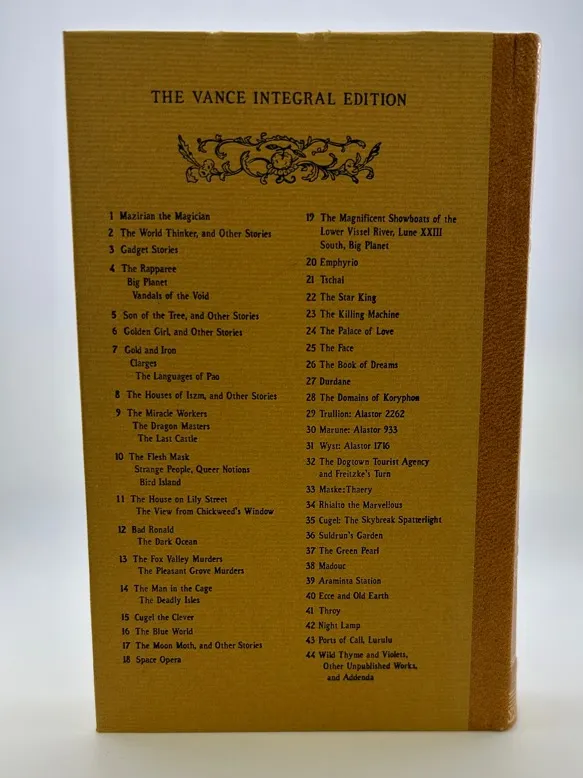 THE VANCE INTEGRAL EDITION
1 Mazirian the Magician
2 The World Thinker, and Other Stories
3 Gadget Stories
4 The Rapparee
Big Planet
Vandals of the Void
5 Son of the Tree, and Other Stories
6 Golden Girl, and Other Stories
7 Gold and Iron
Clarges
The Languages of Pao
8 The Houses of Iszm, and Other Stories
9 The Miracle Workers
The Dragon Masters
The Last Castle
10 The Flesh Mask
Strange People, Queer Notions
Bird Island
11 The House on Lily Street
The View from Chickweed's Window
12 Bad Ronald
The Dark Ocean
13 The Fox Valley Murders
The Pleasant Grove Murders
14 The Man in the Cage
The Deadly Isles
15 Cugel the Clever
16 The Blue World
17 The Moon Moth, and Other Stories
18 Space Opera
19 The Magnificent Showboats of the
Lower Vissel River, Lune XXIII
South, Big Planet
20 Emphyrio
21 Tschai
22 The Star King
23 The Killing Machine
24 The Palace of Love
25 The Face
26 The Book of Dreams
27 Durdane
28 The Domains of Koryphon
29 Trullion: Alastor 2262
30 Marune: Alastor 933
31 Wyst: Alastor 1716
32 The Dogtown Tourist Agency
and Freitzke's Turn
33 Maske:Thaery
34 Rhialto the Marvellous
35 Cugel: The Skybreak Spatterlight
36 Suldrun's Garden
37 The Green Pearl
38 Madouc
39 Araminta Station
40 Ecce and Old Earth
41 Throy
42 Night Lamp
43 Ports of Call, Lurulu
44 Wild Thyme and Violets,
Other Unpublished Works,
and Addenda